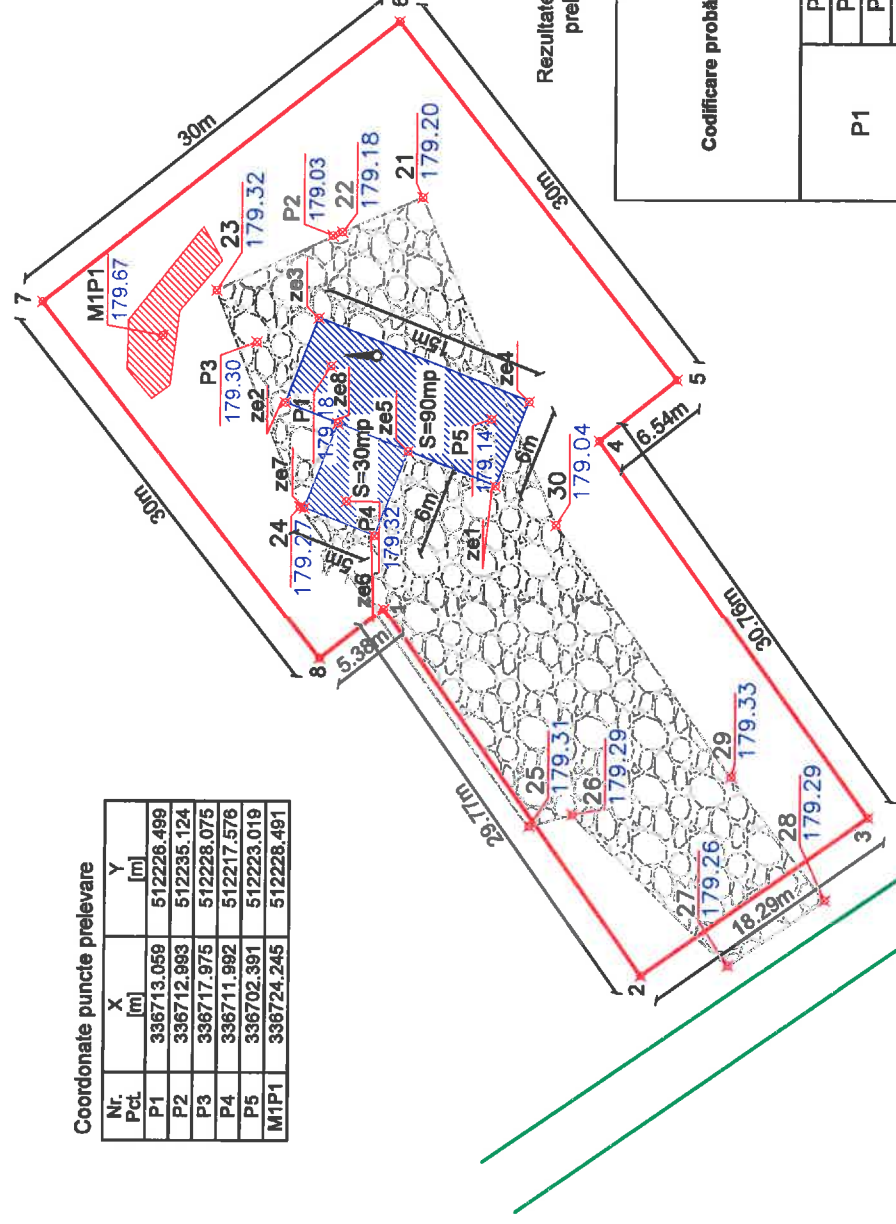 Coordonate puncte prelevare
Nr. Pct. X [m] Y [m]
P1 336713.059 512226.499
P2 336712.993 512235.124
P3 336717.975 512228.075
P4 336711.992 512217.576
P5 336702.391 512223.019
M1P1 336724.245 512228.491
7
30m
6
M1P1
179.67
23
179.32
P2
179.03
22
179.18
21
179.20
30m
P3
179.30
ze3
ze2
P1
179.18
ze8
15m
ze7
24
179.27
S=30mp
ze5
S=90mp
P5
179.14
ze4
P4
179.32
6m
6m
5m
ze6
ze1
1
8
5.38m
30m
30
179.04
4
5
6.54m
30.76m
25
179.31
26
179.29
29
179.33
29.77m
27
179.26
28
179.29
2
18.29m
3
Rezultate
prel
Codificare probă
P1
P
P
P